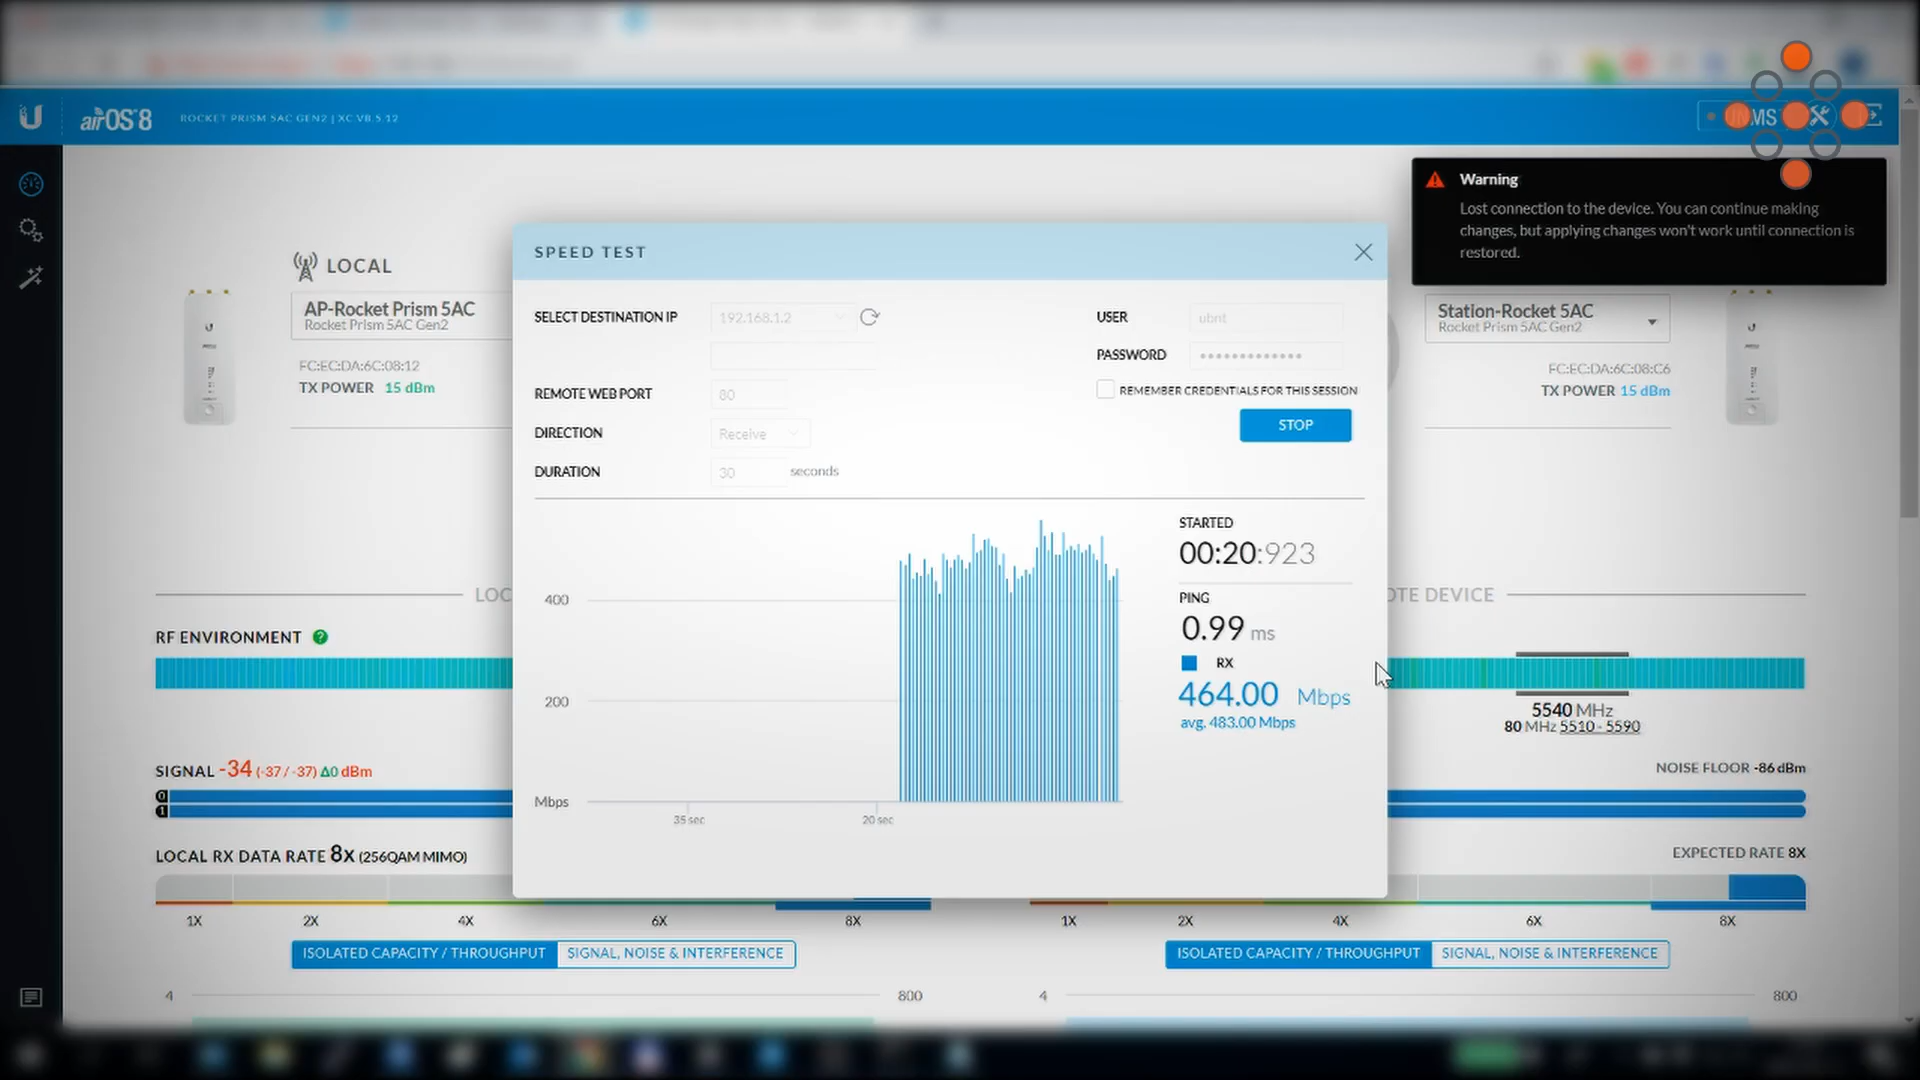 airOS 8
ROCKET PRISM 5AC GEN2 | XC V8.5.12
Warning
Lost connection to the device. You can continue making
changes, but applying changes won't work until connection is
restored.
LOCAL
AP-Rocket Prism 5AC
Rocket Prism 5AC Gen2
FC:EC:DA:6C:08:12
TX POWER 15 dBm
SPEED TEST
SELECT DESTINATION IP 192.168.1.2
REMOTE WEB PORT 80
DIRECTION Receive
DURATION 30 seconds
USER ubnt
PASSWORD •••••••••••••
REMEMBER CREDENTIALS FOR THIS SESSION
STOP
400
200
Mbps
35 sec
20 sec
STARTED
00:20:923
PING
0.99 ms
RX
464.00 Mbps
avg. 483.00 Mbps
Station-Rocket 5AC
Rocket Prism 5AC Gen2
FC:EC:DA:6C:08:C6
TX POWER 15 dBm
DEVICE
RF ENVIRONMENT ?
5540 MHz
80 MHz 5510 - 5590
SIGNAL -34 (-37 / -37) Δ0 dBm
NOISE FLOOR -86 dBm
0
1
LOCAL RX DATA RATE 8X (256QAM MIMO)
EXPECTED RATE 8X
1X 2X 4X 6X 8X
1X 2X 4X 6X 8X
ISOLATED CAPACITY / THROUGHPUT SIGNAL, NOISE & INTERFERENCE
ISOLATED CAPACITY / THROUGHPUT SIGNAL, NOISE & INTERFERENCE
4 800
4 800